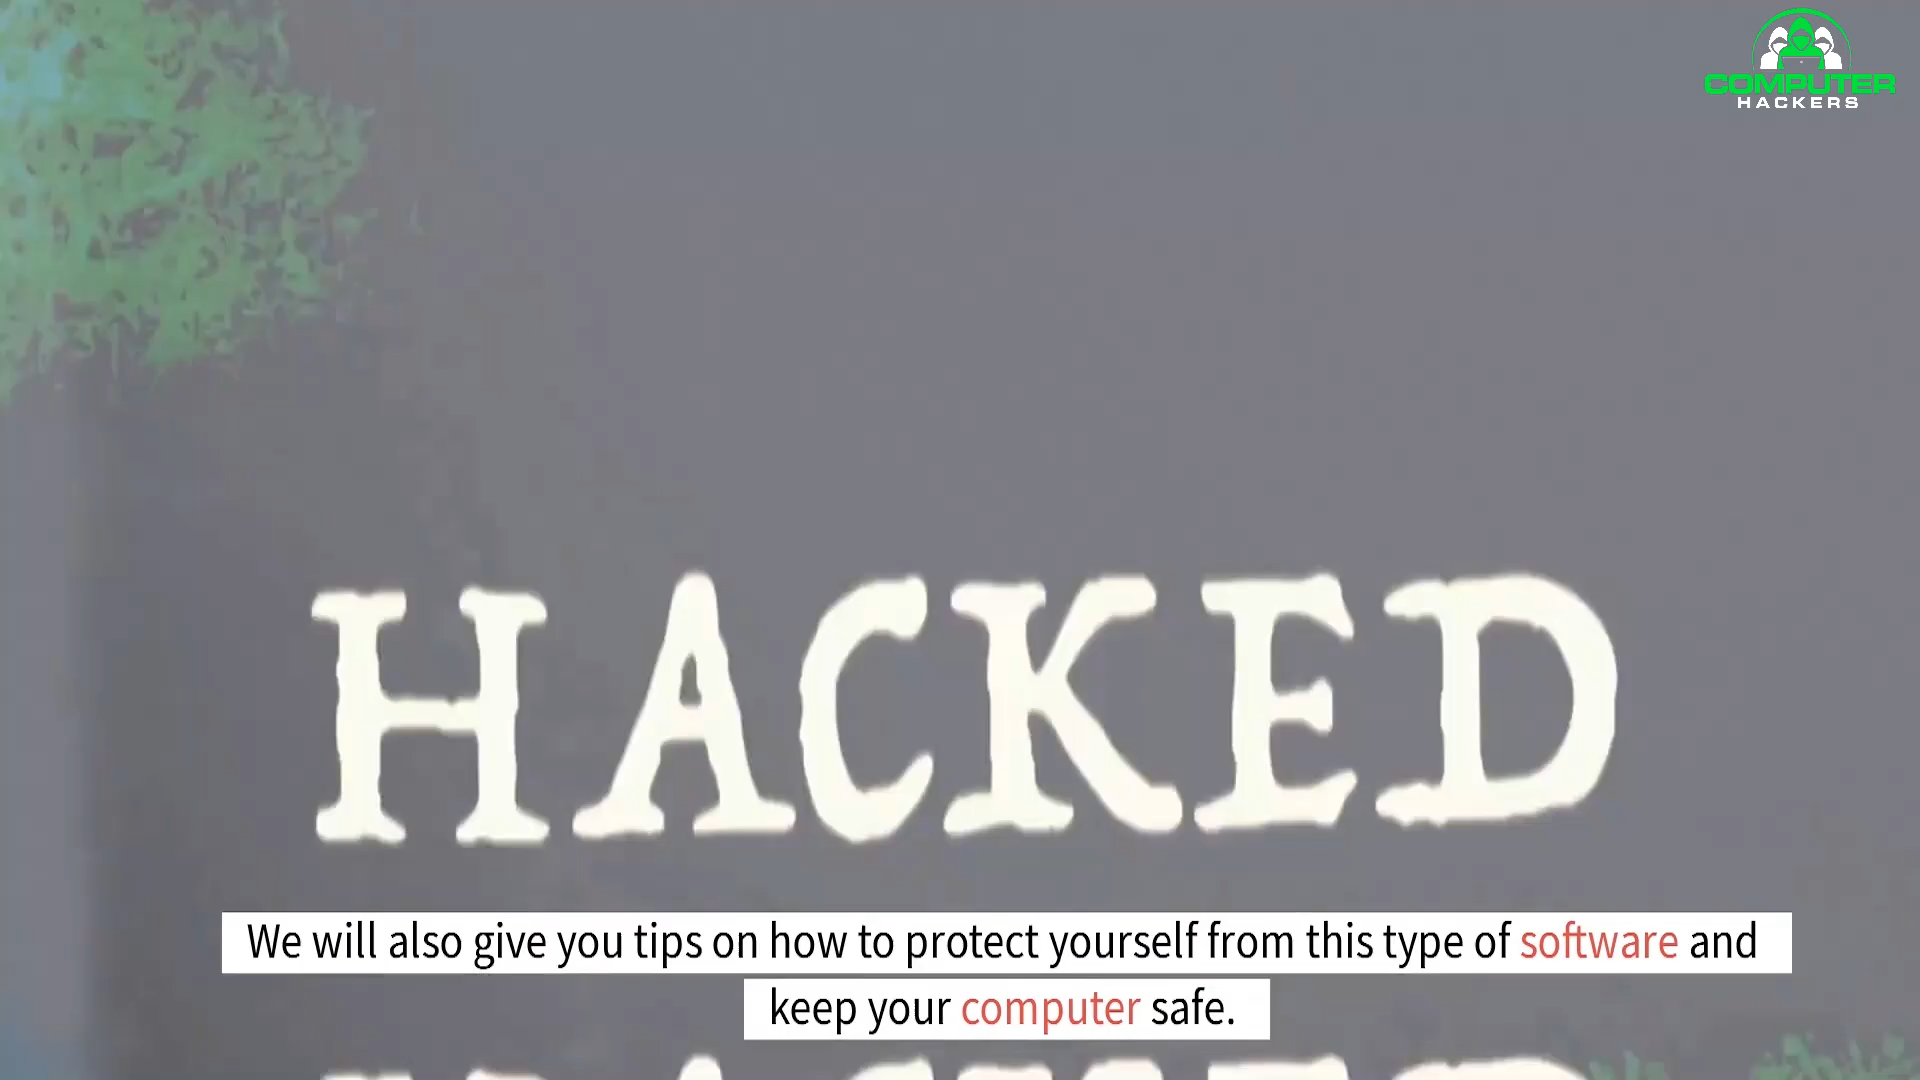 COMPUTER
HACKERS
HACKED
We will also give you tips on how to protect yourself from this type of software and
keep your computer safe.